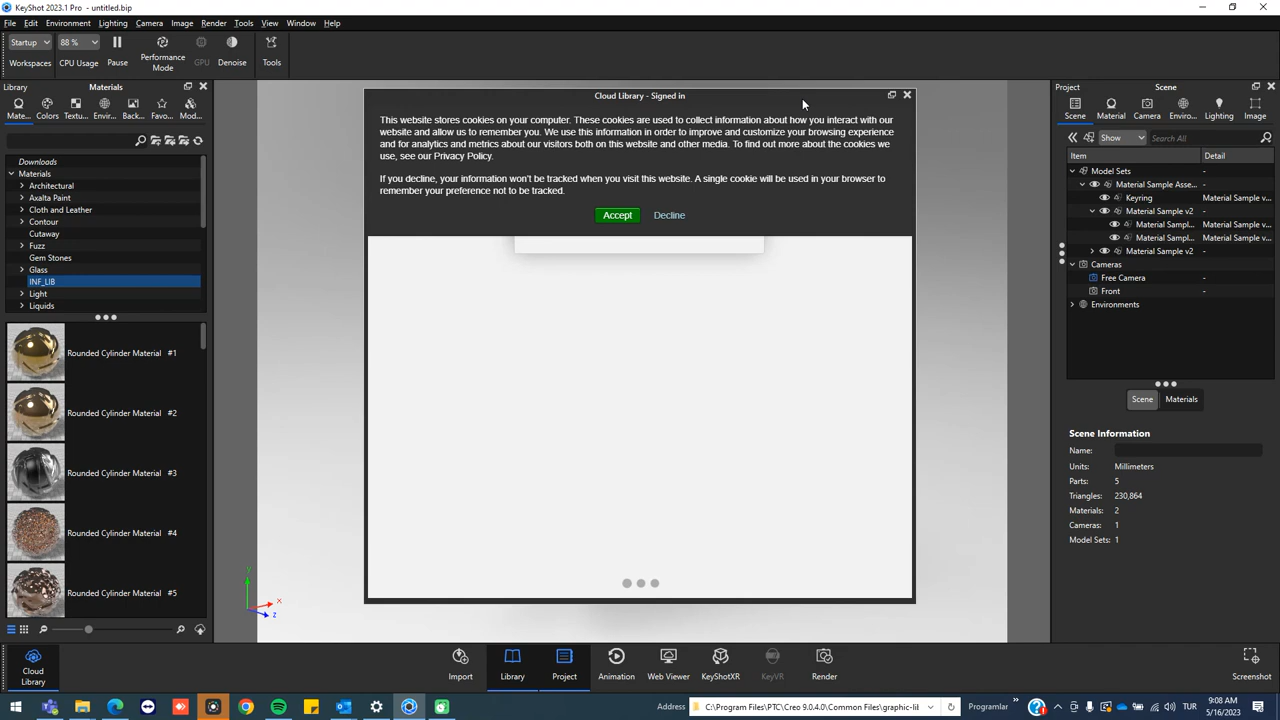 KeyShot 2023.1 Pro - untitled.bip
File Edit Environment Lighting Camera Image Render Tools View Window Help
Startup 88 %
Workspaces CPU Usage Pause Performance Mode GPU Denoise Tools
Library Materials
Mate... Colors Textu... Envir... Back... Favo... Mod...
Downloads
Materials
Architectural
Axalta Paint
Cloth and Leather
Contour
Cutaway
Fuzz
Gem Stones
Glass
INF_LIB
Light
Liquids
Rounded Cylinder Material #1
Rounded Cylinder Material #2
Rounded Cylinder Material #3
Rounded Cylinder Material #4
Rounded Cylinder Material #5
Cloud Library - Signed in
This website stores cookies on your computer. These cookies are used to collect information about how you interact with our
website and allow us to remember you. We use this information in order to improve and customize your browsing experience
and for analytics and metrics about our visitors both on this website and other media. To find out more about the cookies we
use, see our Privacy Policy.
If you decline, your information won't be tracked when you visit this website. A single cookie will be used in your browser to
remember your preference not to be tracked.
Accept Decline
y
x
z
Project Scene
Scene Material Camera Enviro... Lighting Image
Show Search All
Item Detail
Model Sets -
Material Sample Asse... -
Keyring Material Sample v...
Material Sample v2 -
Material Sampl... Material Sample v...
Material Sampl... Material Sample v...
Material Sample v2 -
Cameras
Free Camera -
Front -
Environments
Scene Materials
Scene Information
Name:
Units: Millimeters
Parts: 5
Triangles: 230,864
Materials: 2
Cameras: 1
Model Sets: 1
Cloud Library
Import Library Project Animation Web Viewer KeyShotXR KeyVR Render Screenshot
Address C:\Program Files\PTC\Creo 9.0.4.0\Common Files\graphic-lib Programlar » TUR 9:08 AM
5/16/2023